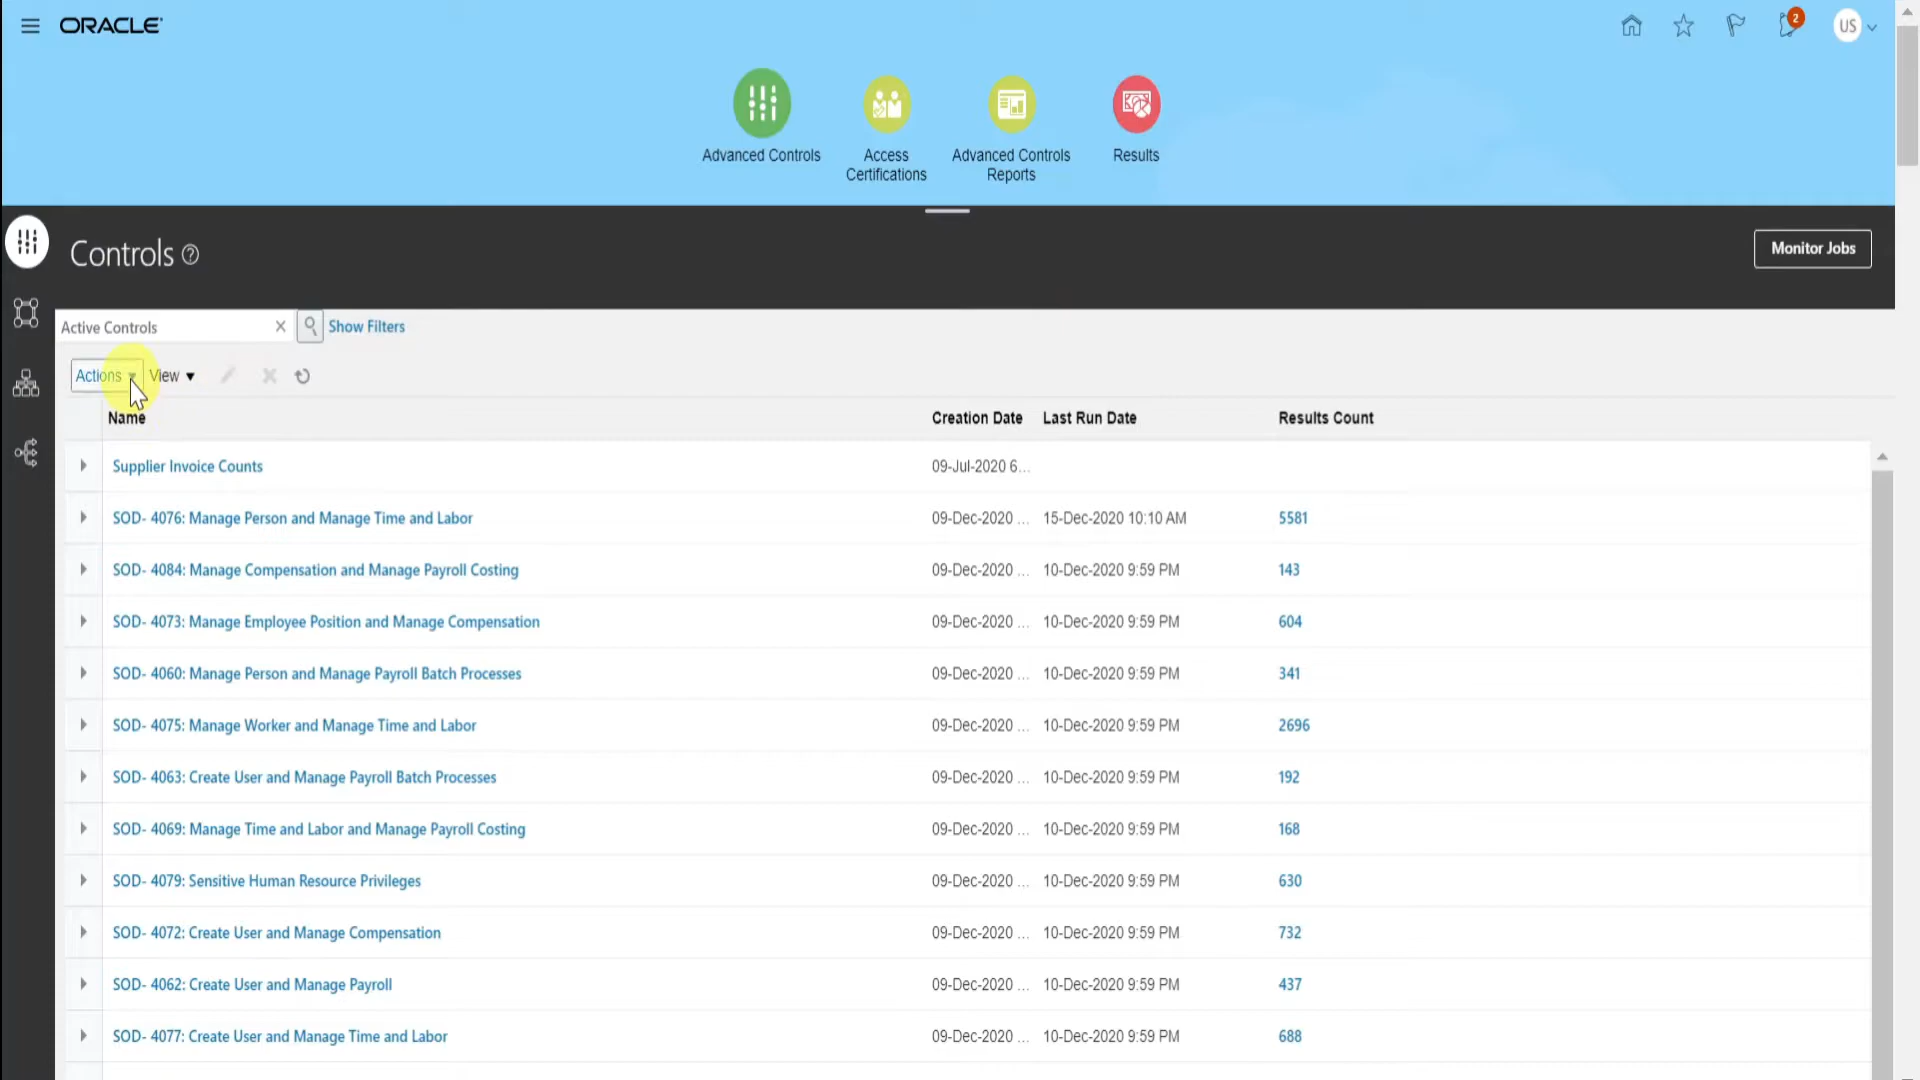 ORACLE
2
US
Advanced Controls
Access Certifications
Advanced Controls Reports
Results
Controls
Monitor Jobs
Active Controls
Show Filters
Actions View
Name Creation Date Last Run Date Results Count
Supplier Invoice Counts 09-Jul-2020 6...
SOD- 4076: Manage Person and Manage Time and Labor 09-Dec-2020 ... 15-Dec-2020 10:10 AM 5581
SOD- 4084: Manage Compensation and Manage Payroll Costing 09-Dec-2020 ... 10-Dec-2020 9:59 PM 143
SOD- 4073: Manage Employee Position and Manage Compensation 09-Dec-2020 ... 10-Dec-2020 9:59 PM 604
SOD- 4060: Manage Person and Manage Payroll Batch Processes 09-Dec-2020 ... 10-Dec-2020 9:59 PM 341
SOD- 4075: Manage Worker and Manage Time and Labor 09-Dec-2020 ... 10-Dec-2020 9:59 PM 2696
SOD- 4063: Create User and Manage Payroll Batch Processes 09-Dec-2020 ... 10-Dec-2020 9:59 PM 192
SOD- 4069: Manage Time and Labor and Manage Payroll Costing 09-Dec-2020 ... 10-Dec-2020 9:59 PM 168
SOD- 4079: Sensitive Human Resource Privileges 09-Dec-2020 ... 10-Dec-2020 9:59 PM 630
SOD- 4072: Create User and Manage Compensation 09-Dec-2020 ... 10-Dec-2020 9:59 PM 732
SOD- 4062: Create User and Manage Payroll 09-Dec-2020 ... 10-Dec-2020 9:59 PM 437
SOD- 4077: Create User and Manage Time and Labor 09-Dec-2020 ... 10-Dec-2020 9:59 PM 688